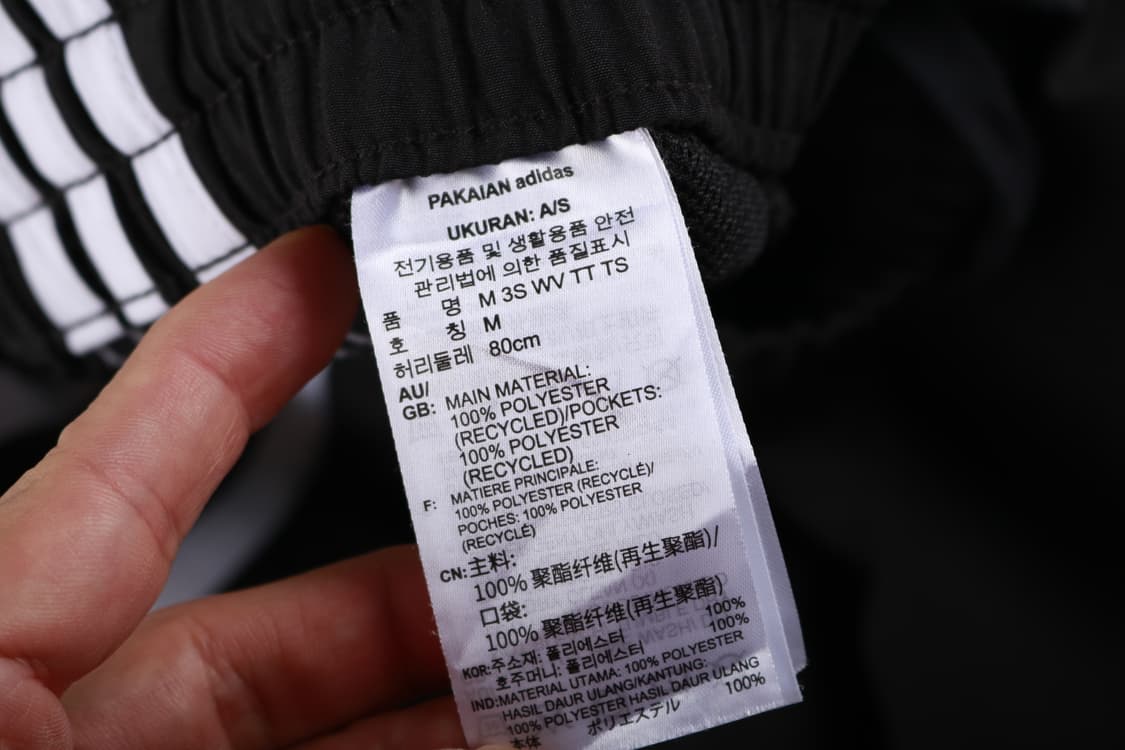 PAKAIAN adidas
UKURAN: A/S
전기용품 및 생활용품 안전
관리법에 의한 품질표시
품 명 M 3S WV TT TS
호 칭 M
허리둘레 80cm
AU/
GB: MAIN MATERIAL:
100% POLYESTER
(RECYCLED)/POCKETS:
100% POLYESTER
(RECYCLED)
F: MATIERE PRINCIPALE:
100% POLYESTER (RECYCLÉ)/
POCHES: 100% POLYESTER
(RECYCLÉ)
CN: 主料:
100% 聚酯纤维(再生聚酯)/
口袋:
100% 聚酯纤维(再生聚酯)
KOR: 주소재: 폴리에스터 100%
호주머니: 폴리에스터 100%
IND: MATERIAL UTAMA: 100% POLYESTER
HASIL DAUR ULANG/KANTUNG:
100% POLYESTER HASIL DAUR ULANG
本体 ポリエステル 100%